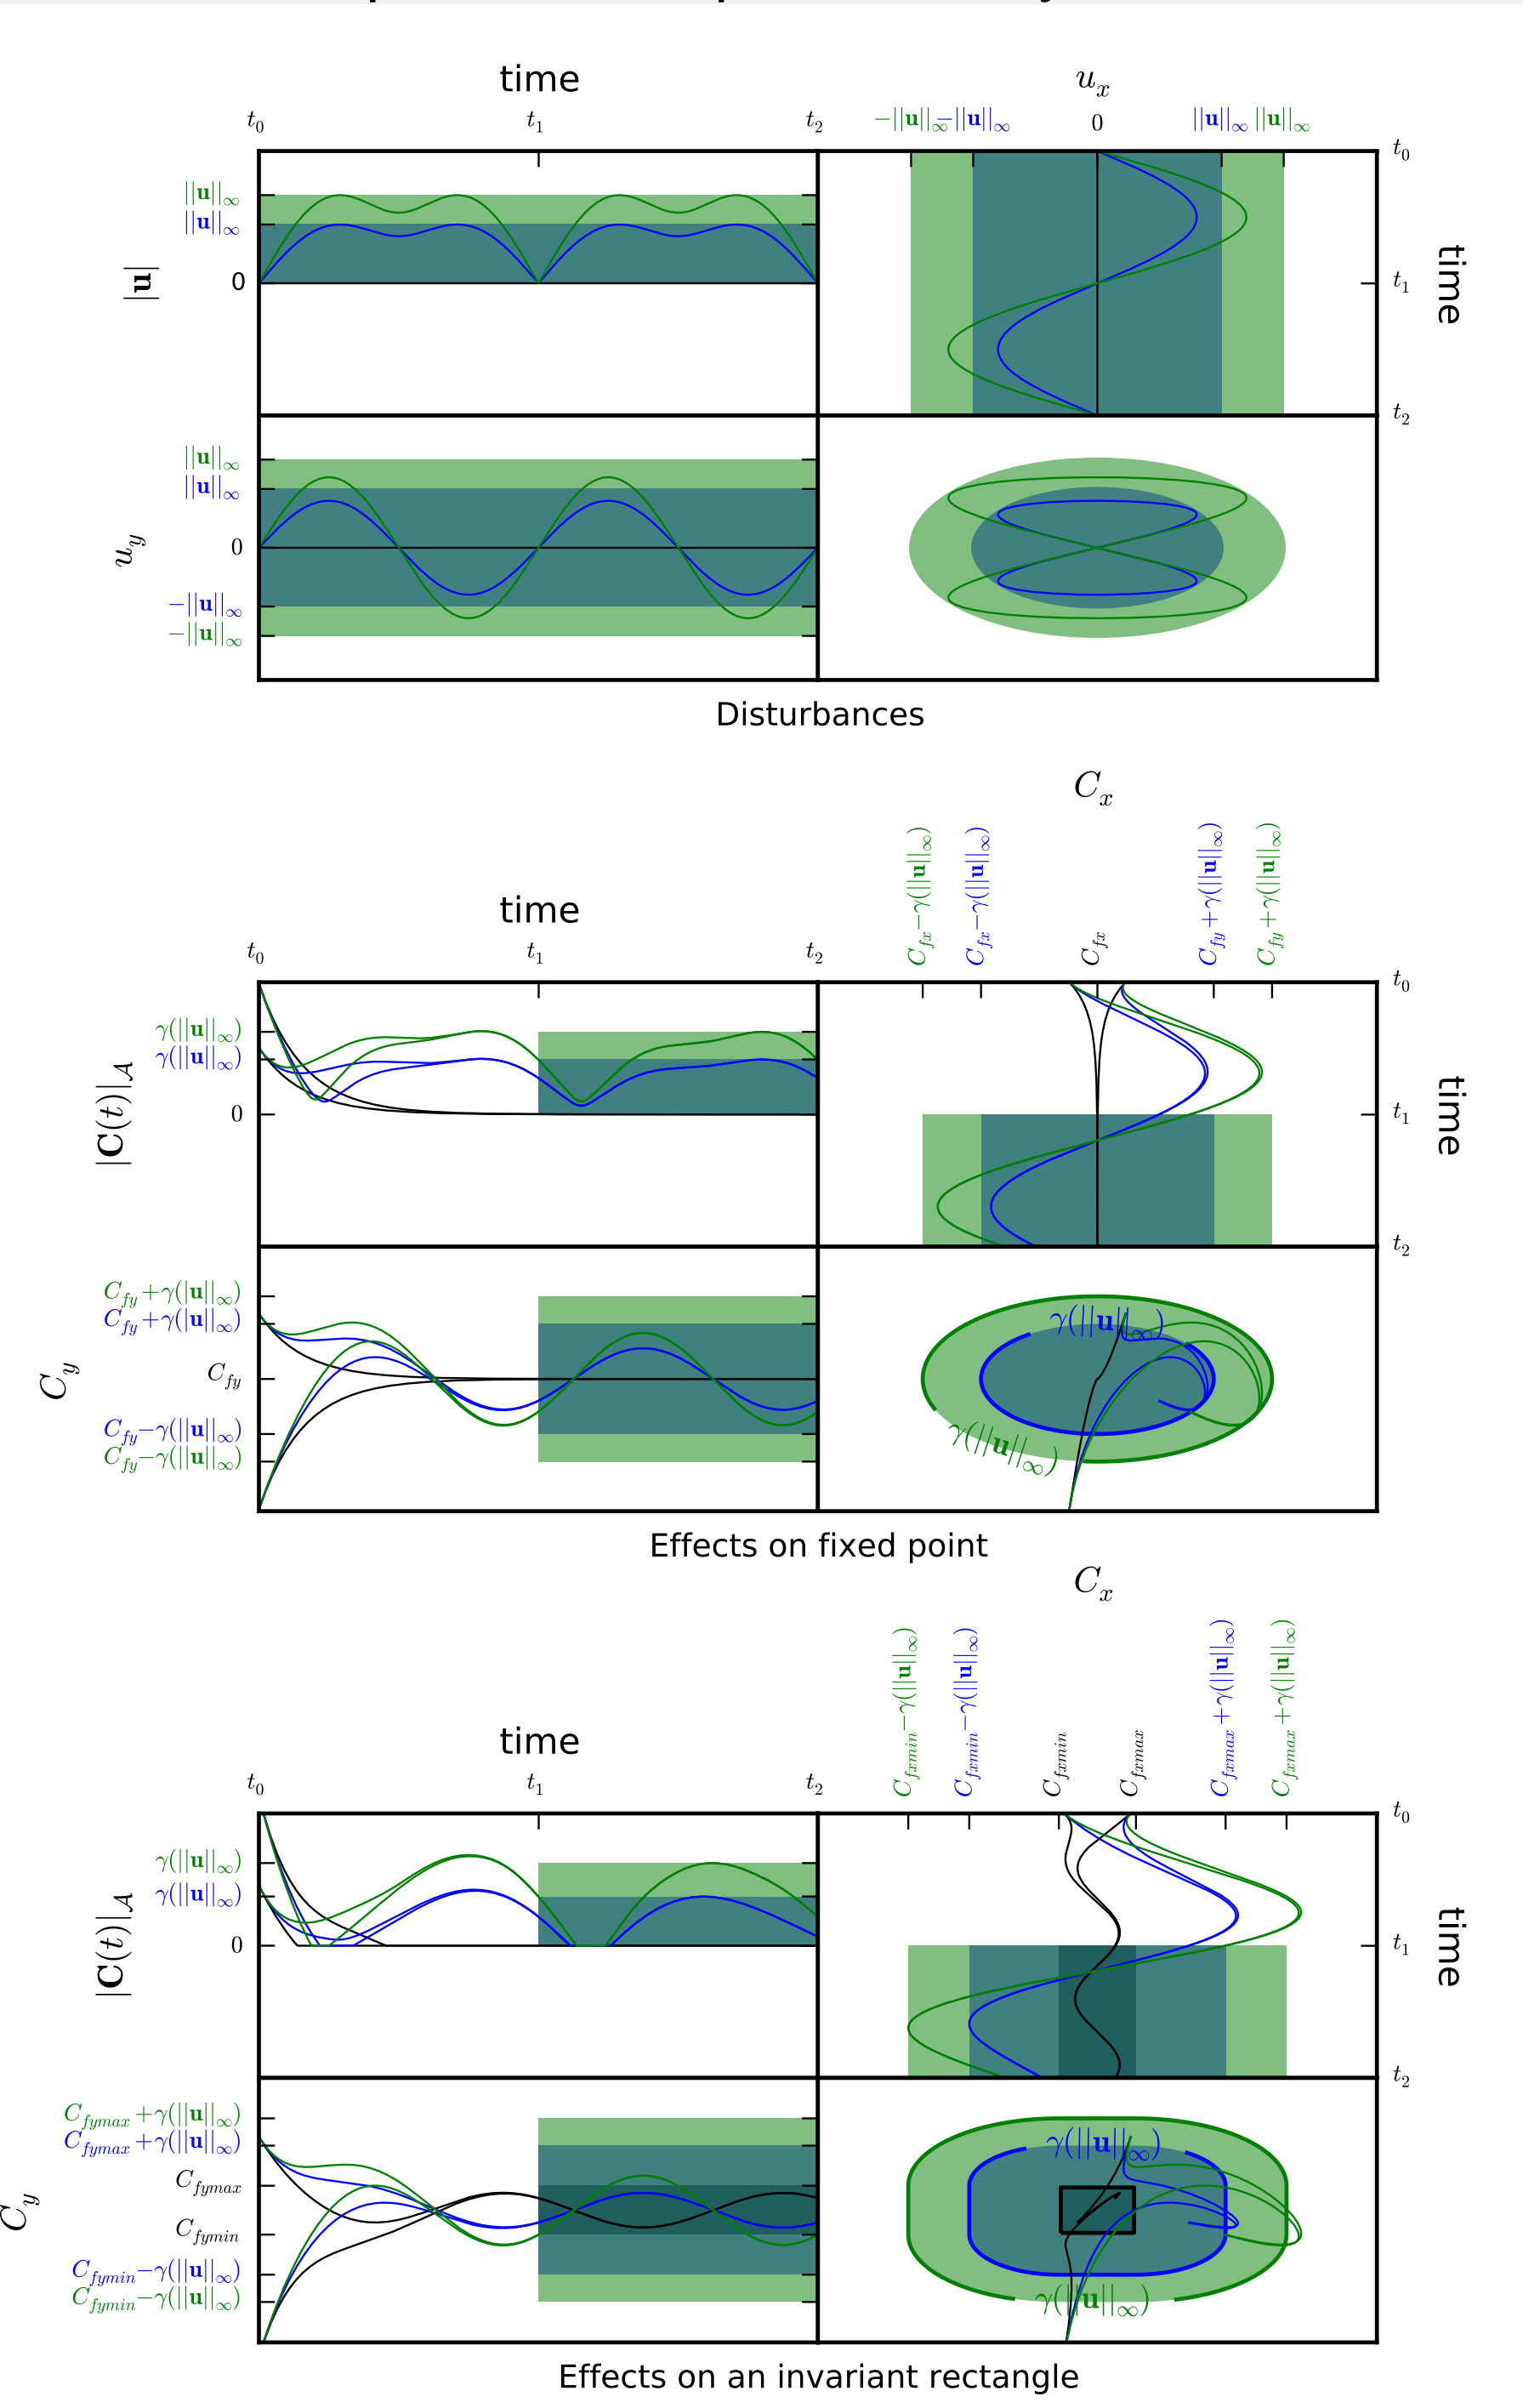 time
u_x
t_0 t_1 t_2 −||u||_∞ −||u||_∞ 0 ||u||_∞ ||u||_∞
t_0
||u||_∞
||u||_∞
|u|
0
t_1
time
t_2
||u||_∞
||u||_∞
u_y
0
−||u||_∞
−||u||_∞
Disturbances
C_x
C_fx−γ(||u||_∞) C_fx−γ(||u||_∞) C_fx C_fy+γ(||u||_∞) C_fy+γ(||u||_∞)
time
t_0 t_1 t_2
t_0
γ(||u||_∞)
γ(||u||_∞)
|C(t)|_𝒜
0
t_1
time
t_2
C_fy+γ(|u||_∞)
C_fy+γ(|u||_∞)
C_y
C_fy
C_fy−γ(||u||_∞)
C_fy−γ(||u||_∞)
γ(||u||_∞)
γ(||u||_∞)
Effects on fixed point
C_x
C_fxmin−γ(||u||_∞) C_fxmin−γ(||u||_∞) C_fxmin C_fxmax C_fxmax+γ(||u||_∞) C_fxmax+γ(||u||_∞)
time
t_0 t_1 t_2
t_0
γ(||u||_∞)
γ(||u||_∞)
|C(t)|_𝒜
0
t_1
time
t_2
C_fymax+γ(||u||_∞)
C_fymax+γ(||u||_∞)
C_fymax
C_y
C_fymin
C_fymin−γ(||u||_∞)
C_fymin−γ(||u||_∞)
γ(||u||_∞)
γ(||u||_∞)
Effects on an invariant rectangle